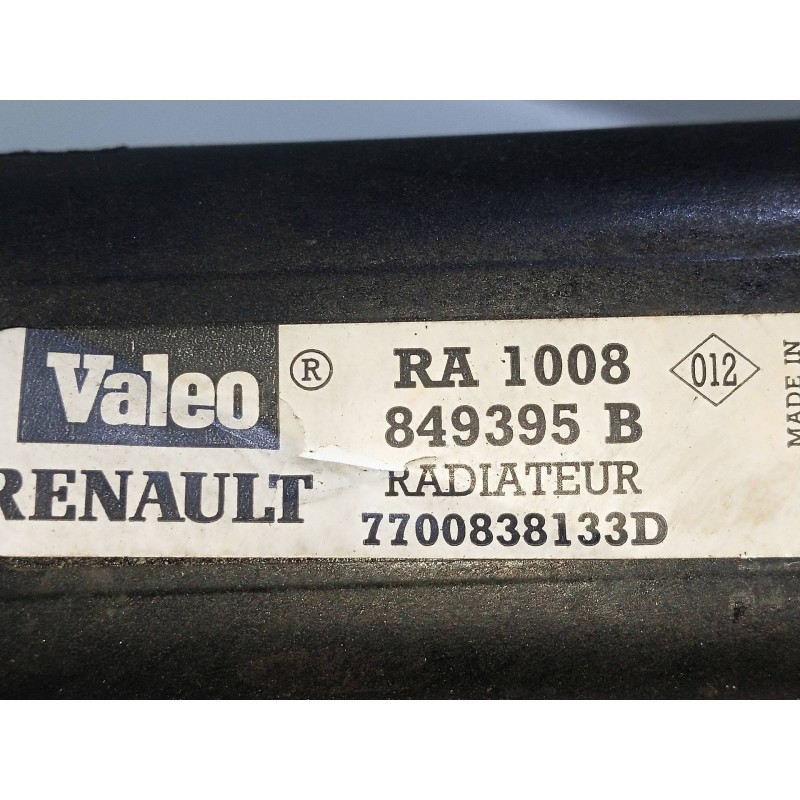 Valeo ® RA 1008 012
849395 B
RENAULT RADIATEUR
7700838133D
MADE IN